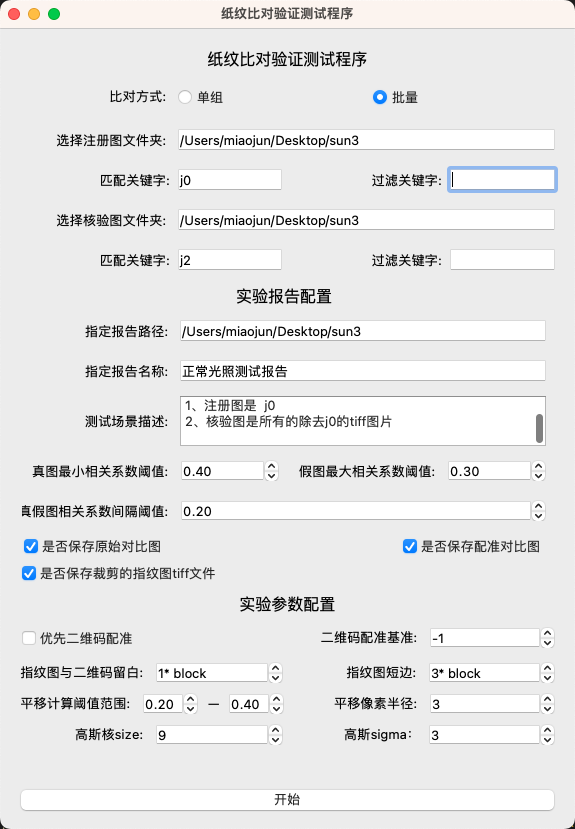 纸纹比对验证测试程序
纸纹比对验证测试程序
比对方式: 单组 批量
选择注册图文件夹: /Users/miaojun/Desktop/sun3
匹配关键字: j0 过滤关键字:
选择核验图文件夹: /Users/miaojun/Desktop/sun3
匹配关键字: j2 过滤关键字:
实验报告配置
指定报告路径: /Users/miaojun/Desktop/sun3
指定报告名称: 正常光照测试报告
测试场景描述: 1、注册图是 j0
2、核验图是所有的除去j0的tiff图片
真图最小相关系数阈值: 0.40 假图最大相关系数阈值: 0.30
真假图相关系数间隔阈值: 0.20
是否保存原始对比图 是否保存配准对比图
是否保存裁剪的指纹图tiff文件
实验参数配置
优先二维码配准 二维码配准基准: -1
指纹图与二维码留白: 1* block 指纹图短边: 3* block
平移计算阈值范围: 0.20 — 0.40 平移像素半径: 3
高斯核size: 9 高斯sigma: 3
开始